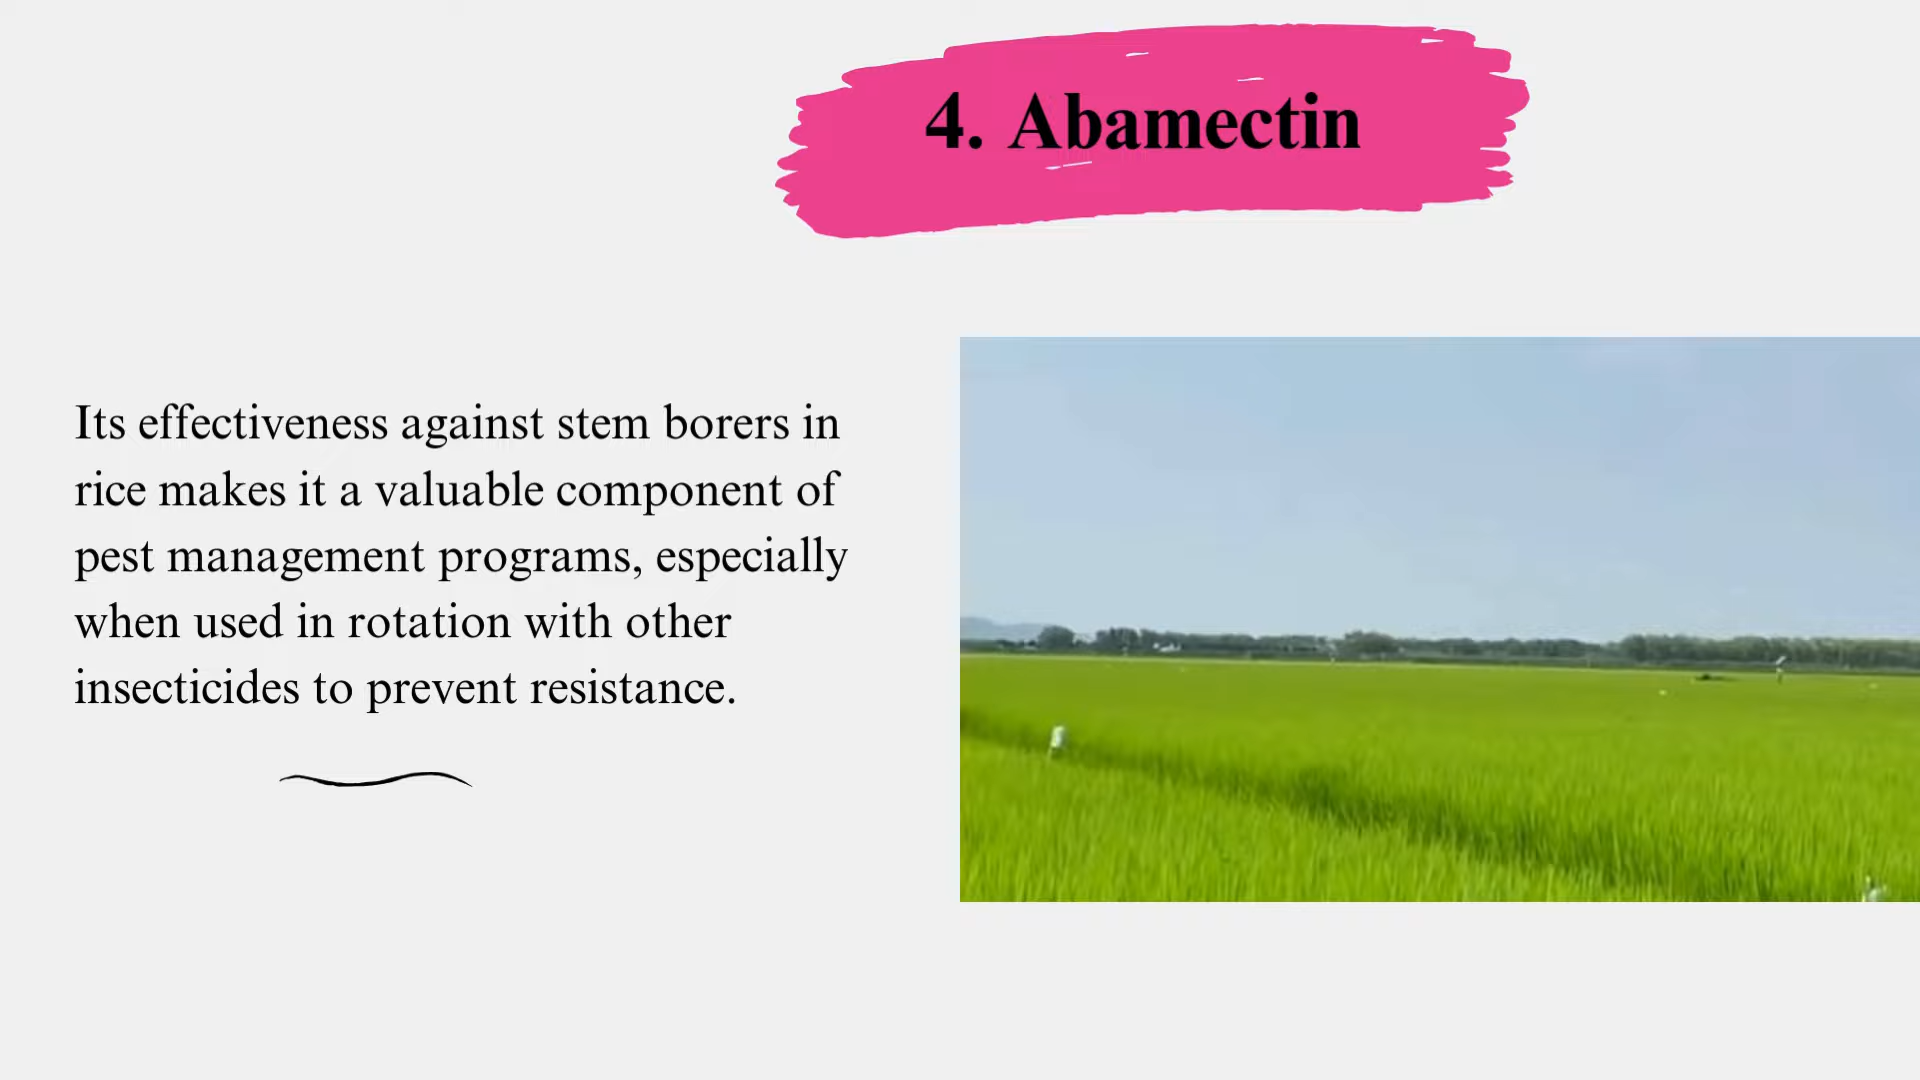 4. Abamectin
Its effectiveness against stem borers in
rice makes it a valuable component of
pest management programs, especially
when used in rotation with other
insecticides to prevent resistance.